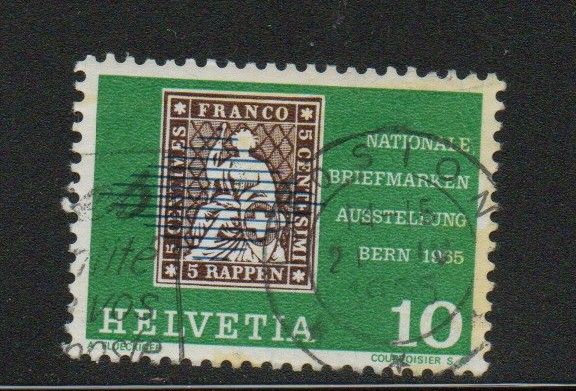 FRANCO
5 CENTIMES
5 CENTESIMI
5 RAPPEN
NATIONALE
BRIEFMARKEN
AUSSTELLUNG
BERN 1965
HELVETIA
10
COURVOISIER S.